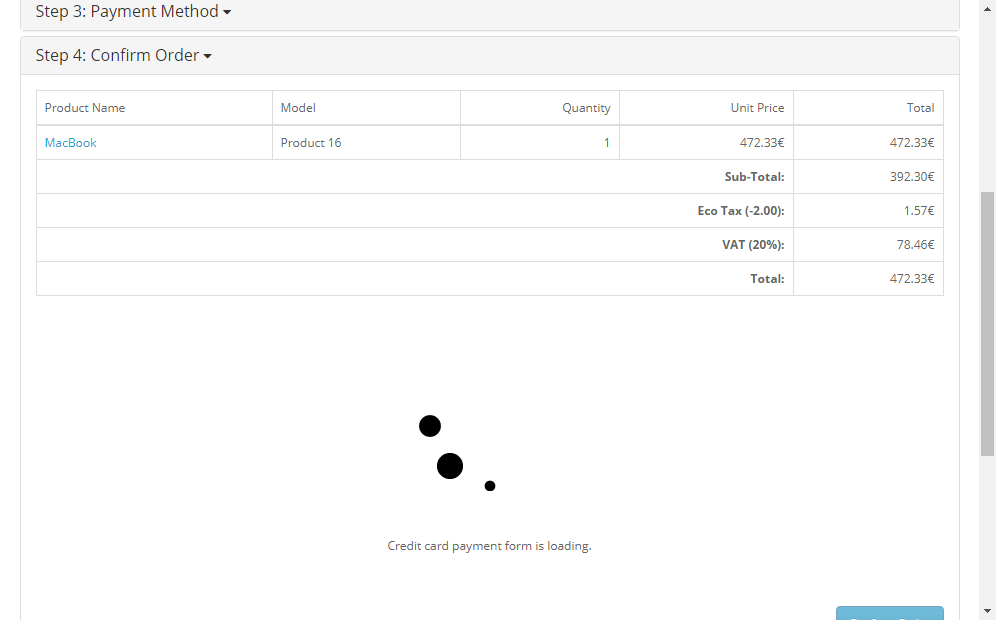 Step 3: Payment Method
Step 4: Confirm Order
Product Name Model Quantity Unit Price Total
MacBook Product 16 1 472.33€ 472.33€
Sub-Total: 392.30€
Eco Tax (-2.00): 1.57€
VAT (20%): 78.46€
Total: 472.33€
Credit card payment form is loading.